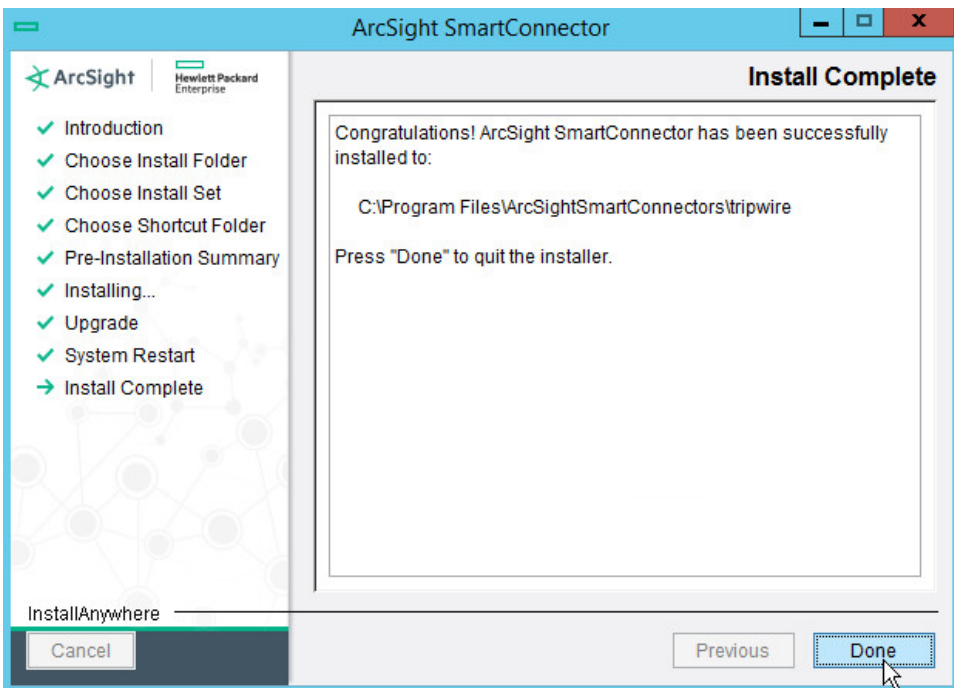 ArcSight SmartConnector
ArcSight
Hewlett Packard
Enterprise
Introduction
Choose Install Folder
Choose Install Set
Choose Shortcut Folder
Pre-Installation Summary
Installing...
Upgrade
System Restart
Install Complete
Install Complete
Congratulations! ArcSight SmartConnector has been successfully
installed to:
C:\Program Files\ArcSightSmartConnectors\tripwire
Press "Done" to quit the installer.
InstallAnywhere
Cancel
Previous
Done